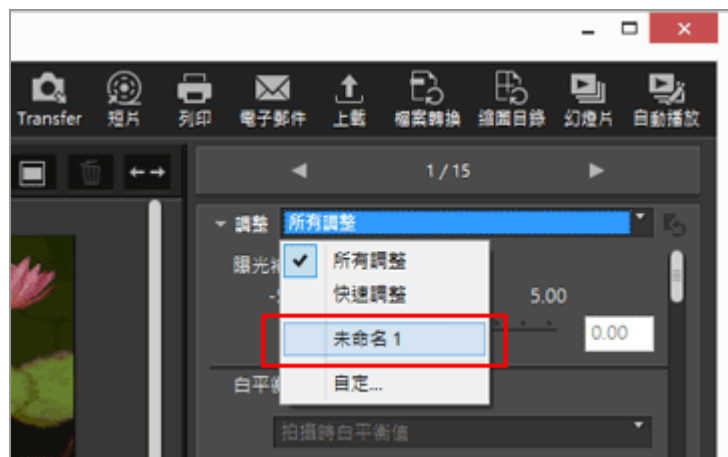 Transfer 短片 列印 電子郵件 上載 檔案轉換 縮圖目錄 幻燈片 自動播放
1/15
調整 所有調整
曝光補
所有調整
快速調整
5.00
未命名 1
0.00
白平衡
自定...
拍攝時白平衡值